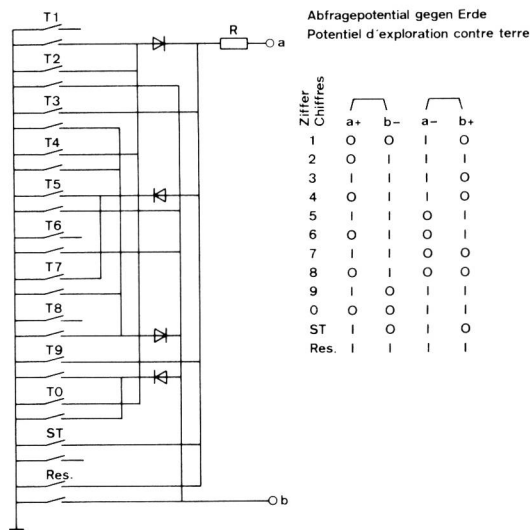 T1
T2
T3
T4
T5
T6
T7
T8
T9
T0
ST
Res.
R
a
b
Abfragepotential gegen Erde
Potentiel d'exploration contre terre
Ziffer
Chiffres
a+ b− a− b+
1 O O I O
2 O I I I
3 I I I O
4 O I I O
5 I I O I
6 O I O I
7 I I O O
8 O I O O
9 I O I I
0 O O I I
ST I O I O
Res. I I I I